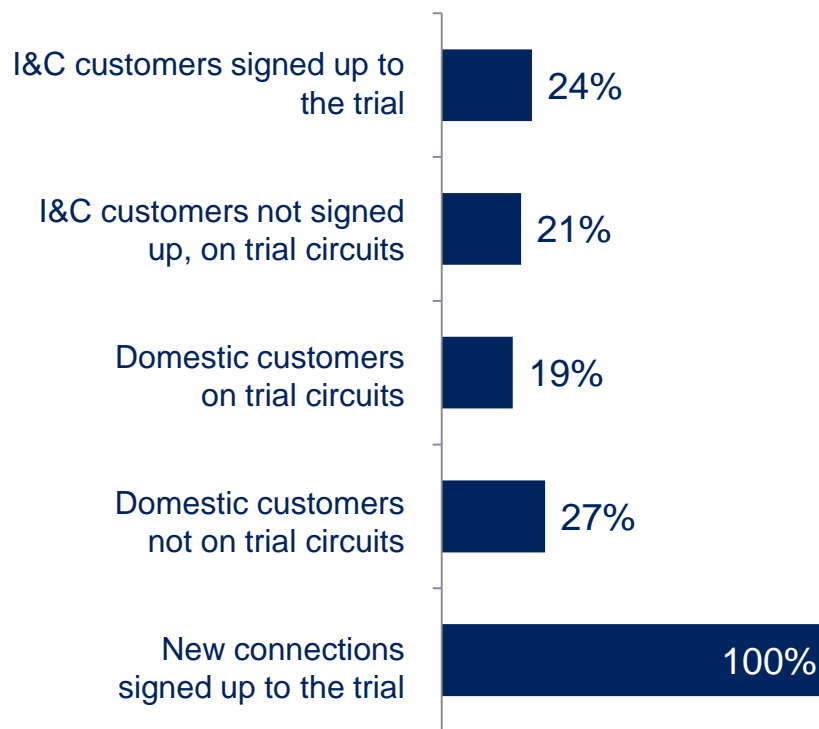 I&C customers signed up to
the trial
24%
I&C customers not signed
up, on trial circuits
21%
Domestic customers
on trial circuits
19%
Domestic customers
not on trial circuits
27%
New connections
signed up to the trial
100%